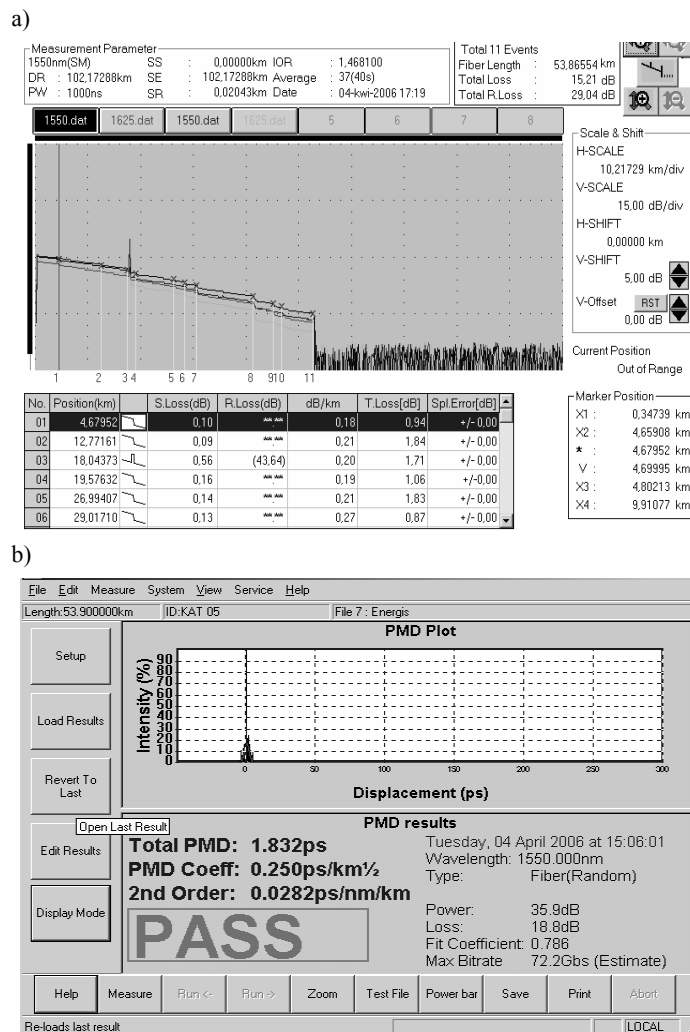 a)
Measurement Parameter
1550nm(SM) SS : 0,00000km IOR : 1,468100
DR : 102,17288km SE : 102,17288km Average : 37(40s)
PW : 1000ns SR : 0,02043km Date : 04-kwi-2006 17:19
Total 11 Events
Fiber Length : 53,86554 km
Total Loss : 15,21 dB
Total R.Loss : 29,04 dB
1550.dat 1625.dat 1550.dat 1625.dat 5 6 7 8
Scale & Shift
H-SCALE
10,21729 km/div
V-SCALE
15,00 dB/div
H-SHIFT
0,00000 km
V-SHIFT
5,00 dB
V-Offset RST
0,00 dB
Current Position
Out of Range
1 2 3 4 5 6 7 8 9 10 11
No. Position(km) S.Loss(dB) R.Loss(dB) dB/km T.Loss[dB] Spl.Error[dB]
01 4,67952 0,10 **.** 0,18 0,94 +/- 0,00
02 12,77161 0,09 **.** 0,21 1,84 +/- 0,00
03 18,04373 0,56 (43,64) 0,20 1,71 +/- 0,00
04 19,57632 0,16 **.** 0,19 1,06 +/-0,00
05 26,99407 0,14 **.** 0,21 1,83 +/- 0,00
06 29,01710 0,13 **.** 0,27 0,87 +/- 0,00
Marker Position
X1 : 0,34739 km
X2 : 4,65908 km
* : 4,67952 km
V : 4,69995 km
X3 : 4,80213 km
X4 : 9,91077 km
b)
File Edit Measure System View Service Help
Length:53.900000km ID:KAT 05 File 7 : Energis
Setup
Load Results
Revert To Last
Open Last Result
Edit Results
Display Mode
PMD Plot
Intensity (%)
90
80
70
60
50
40
30
20
10
0
0 50 100 150 200 250 300
Displacement (ps)
PMD results
Total PMD: 1.832ps
PMD Coeff: 0.250ps/km½
2nd Order: 0.0282ps/nm/km
PASS
Tuesday, 04 April 2006 at 15:06:01
Wavelength: 1550.000nm
Type: Fiber(Random)
Power: 35.9dB
Loss: 18.8dB
Fit Coefficient: 0.786
Max Bitrate 72.2Gbs (Estimate)
Help Measure Run <- Run -> Zoom Test File Power bar Save Print Abort
Re-loads last result LOCAL